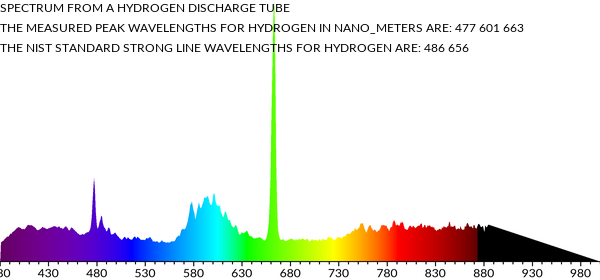 SPECTRUM FROM A HYDROGEN DISCHARGE TUBE
THE MEASURED PEAK WAVELENGTHS FOR HYDROGEN IN NANO_METERS ARE: 477 601 663
THE NIST STANDARD STRONG LINE WAVELENGTHS FOR HYDROGEN ARE: 486 656
30 430 480 530 630 680 730 780 830 880 930 980